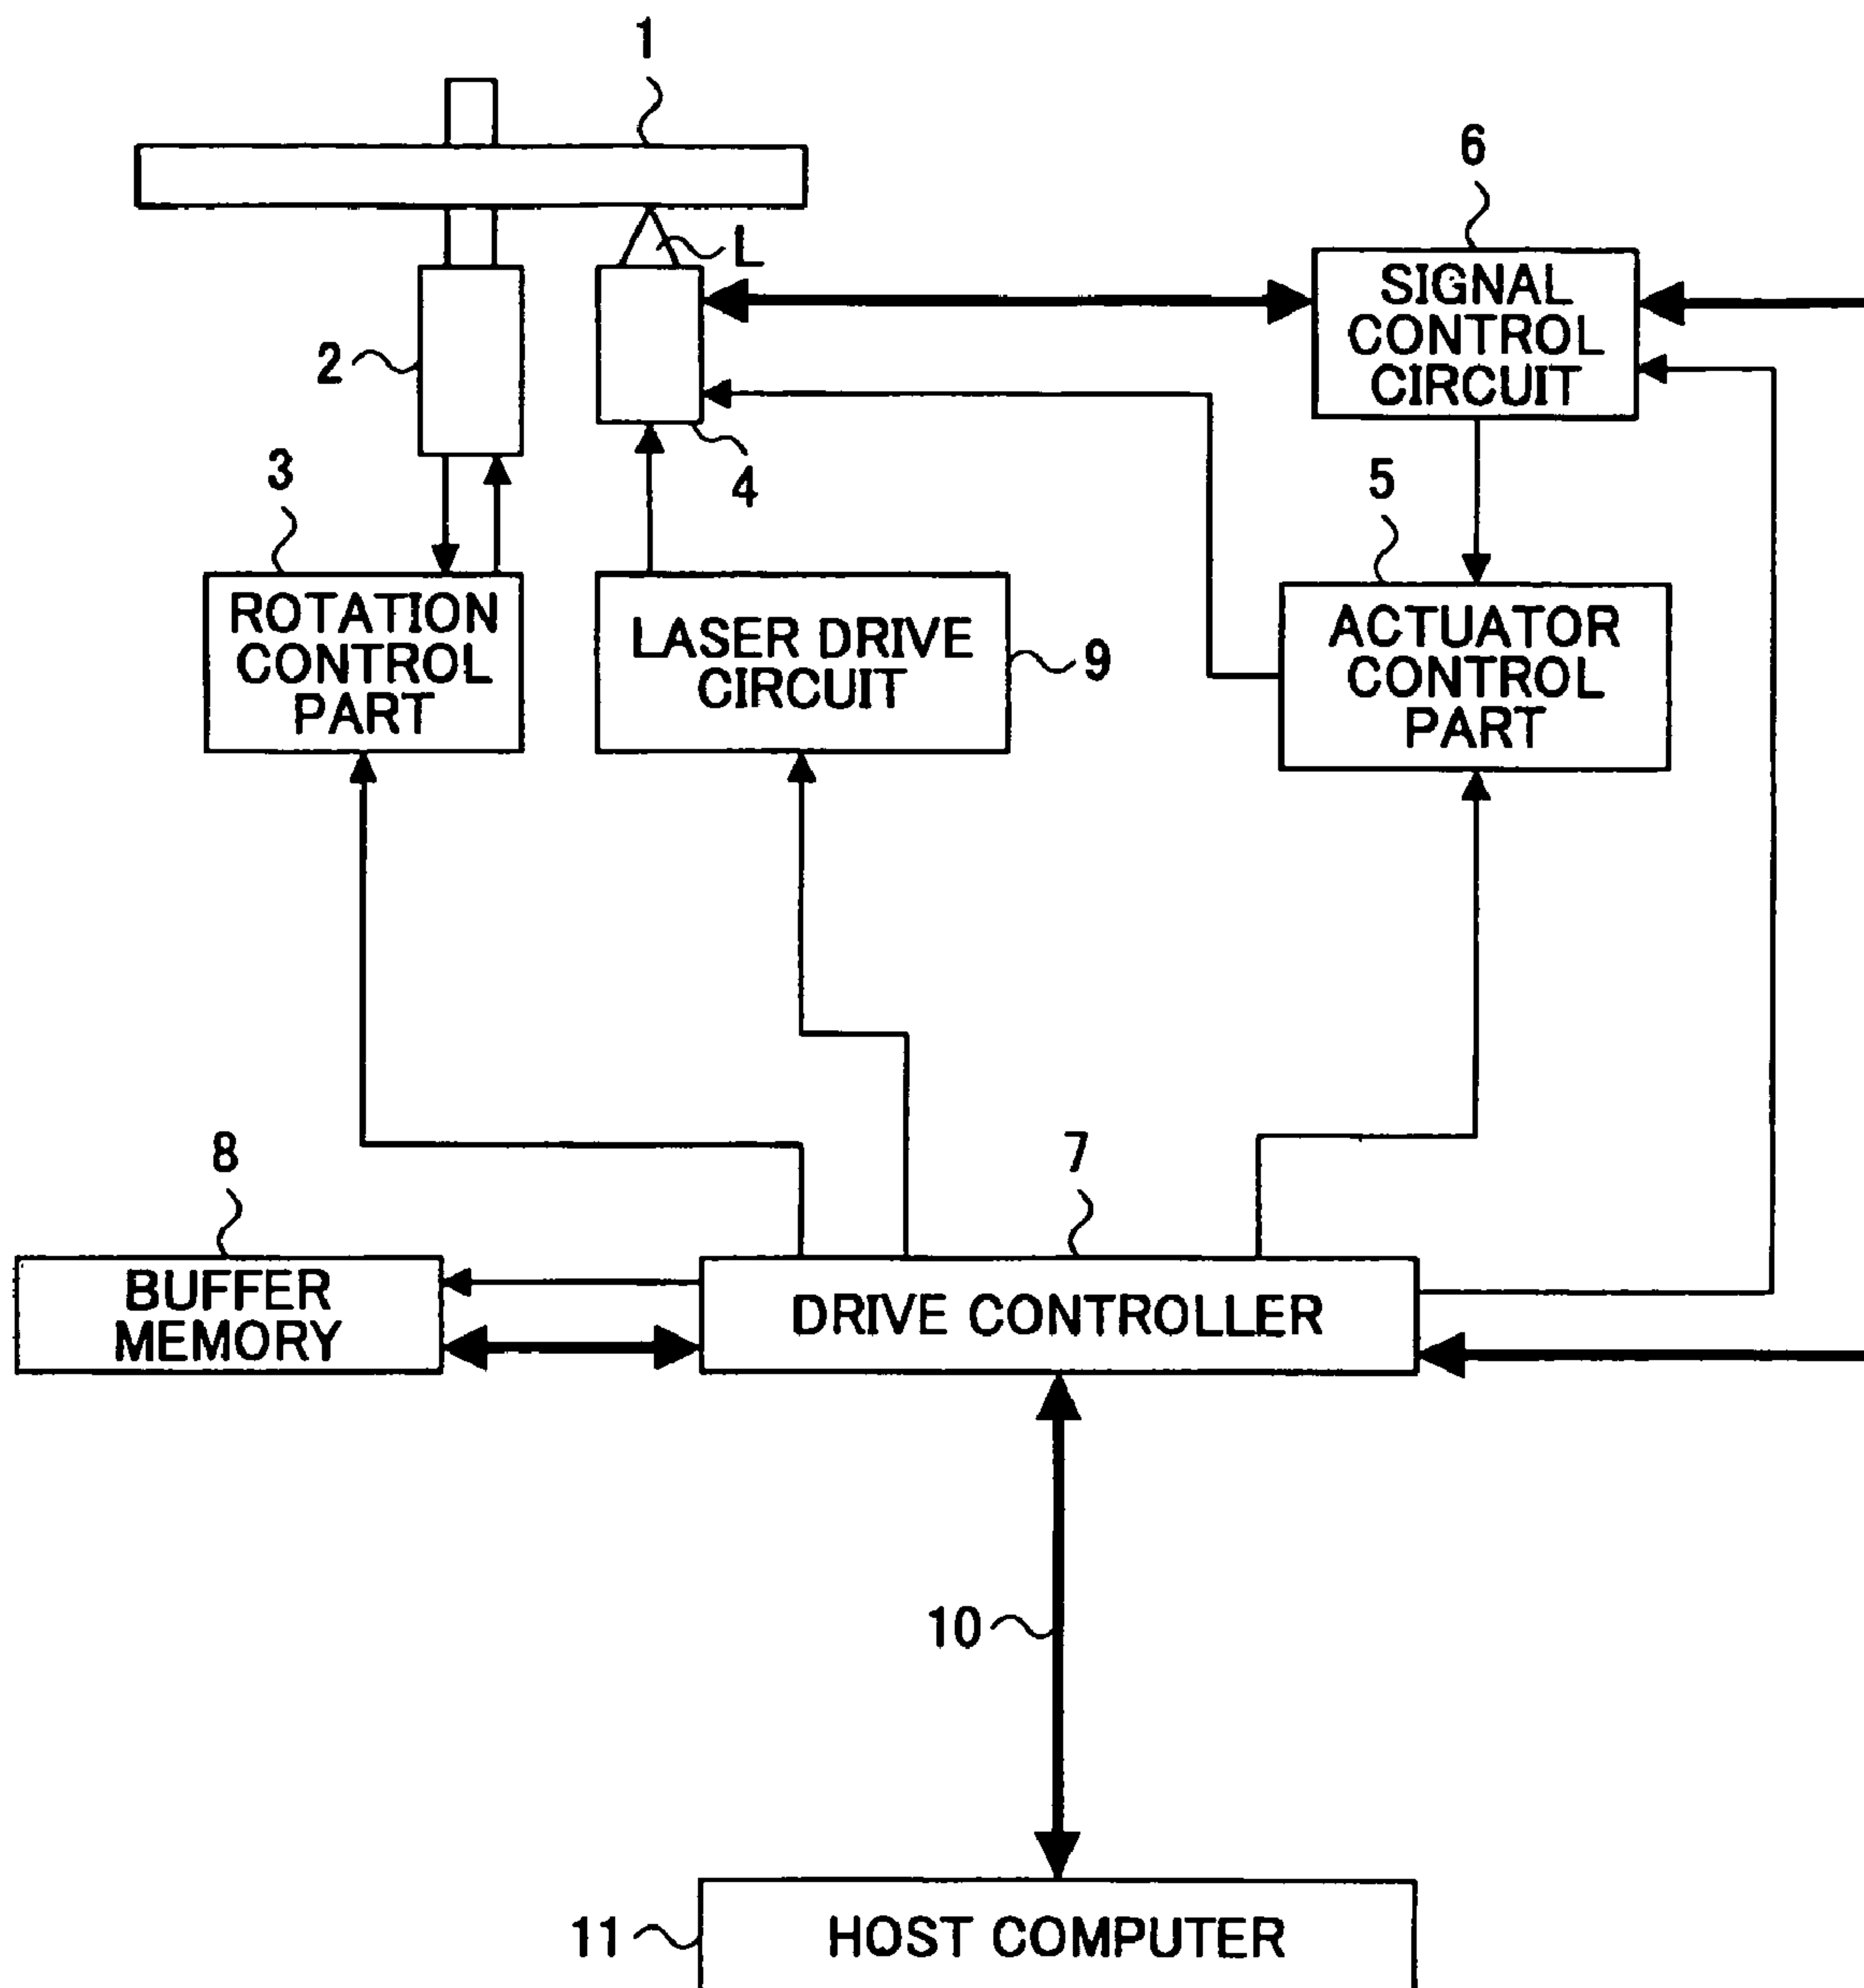 1
6
L
SIGNAL
CONTROL
CIRCUIT
2
3
4
5
ROTATION
CONTROL
PART
LASER DRIVE
CIRCUIT
9
ACTUATOR
CONTROL
PART
8
7
BUFFER
MEMORY
DRIVE CONTROLLER
10
11
HOST COMPUTER